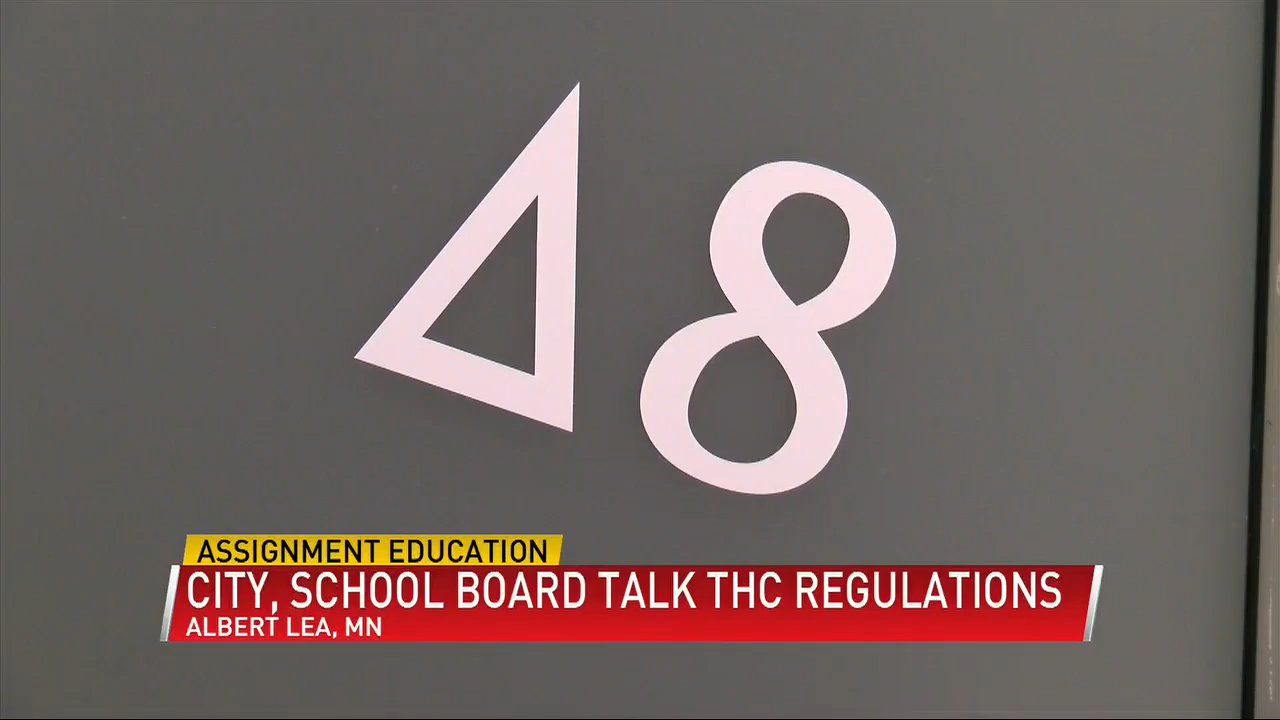 Δ8
ASSIGNMENT EDUCATION
CITY, SCHOOL BOARD TALK THC REGULATIONS
ALBERT LEA, MN